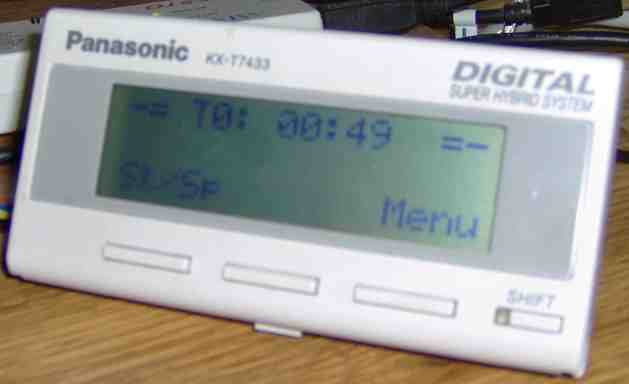 Panasonic KX-T7433
DIGITAL
SUPER HYBRID SYSTEM
-= T0: 00:49 =-
St/Sp
Menu
SHIFT